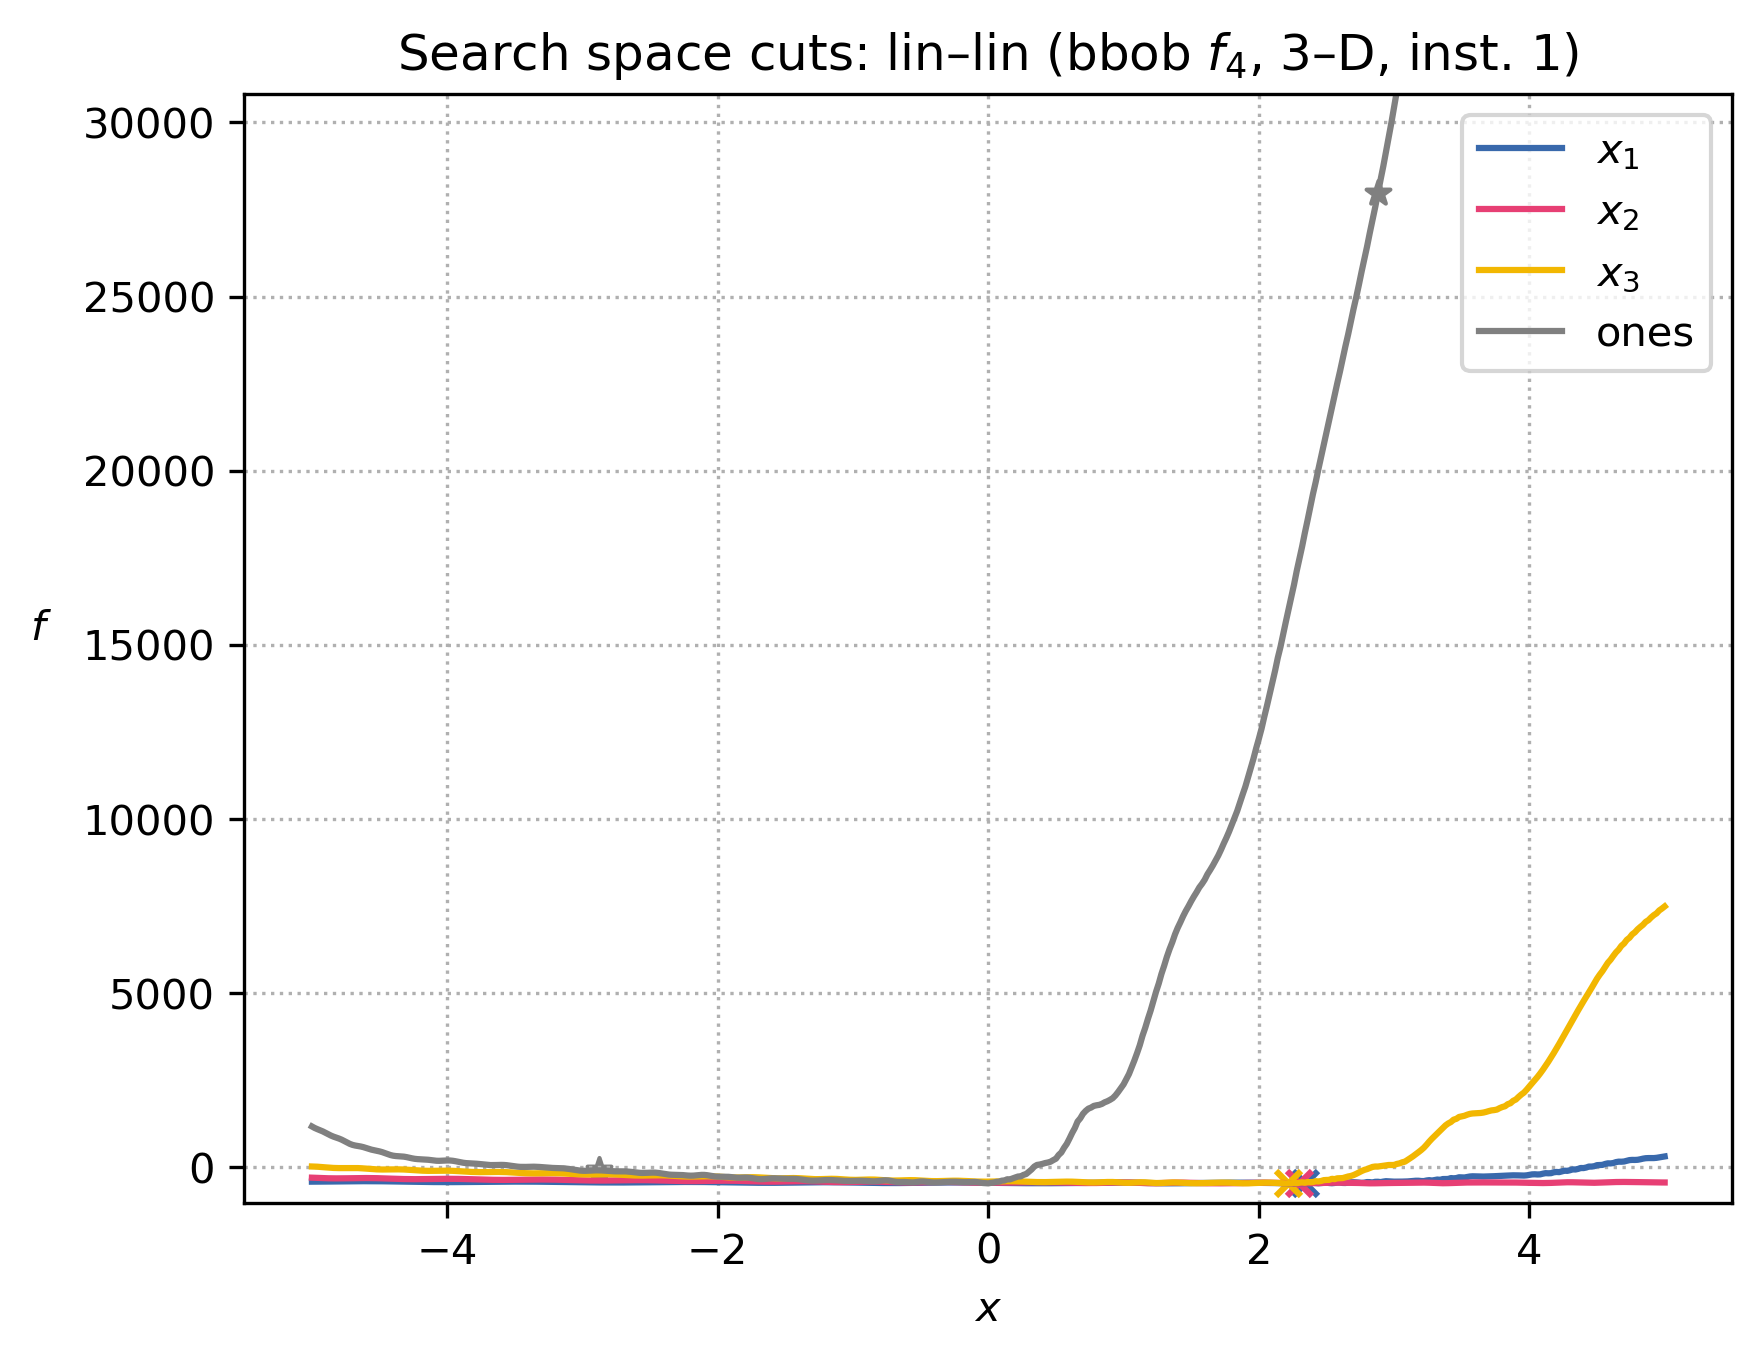 Search space cuts: lin–lin (bbob f₄, 3–D, inst. 1)
30000
25000
20000
15000
10000
5000
0
f
−4
−2
0
2
4
x
x₁
x₂
x₃
ones